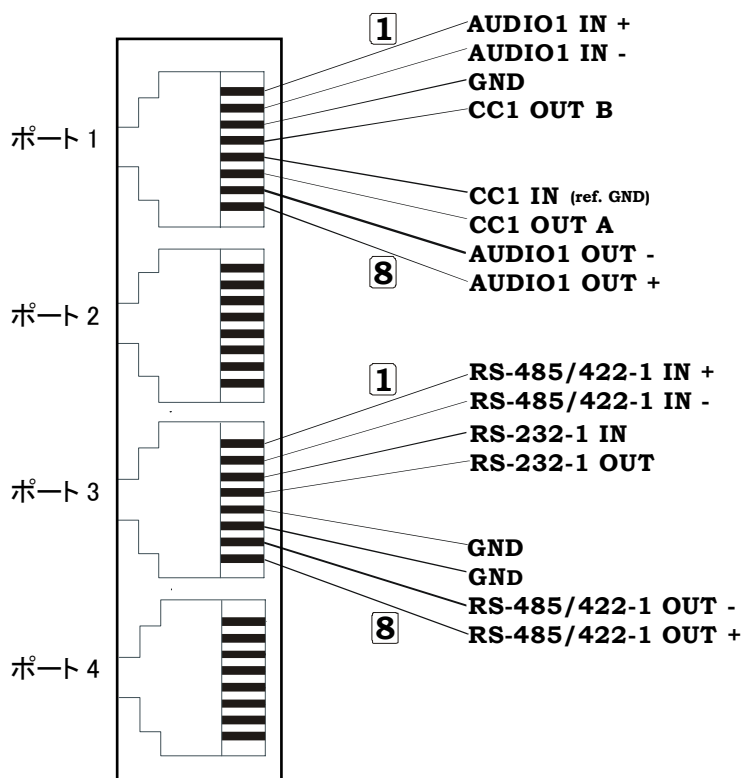 1
AUDIO1 IN +
AUDIO1 IN -
GND
CC1 OUT B
ポート 1
CC1 IN (ref. GND)
CC1 OUT A
AUDIO1 OUT -
8
AUDIO1 OUT +
ポート 2
1
RS-485/422-1 IN +
RS-485/422-1 IN -
RS-232-1 IN
RS-232-1 OUT
ポート 3
GND
GND
RS-485/422-1 OUT -
8
RS-485/422-1 OUT +
ポート 4